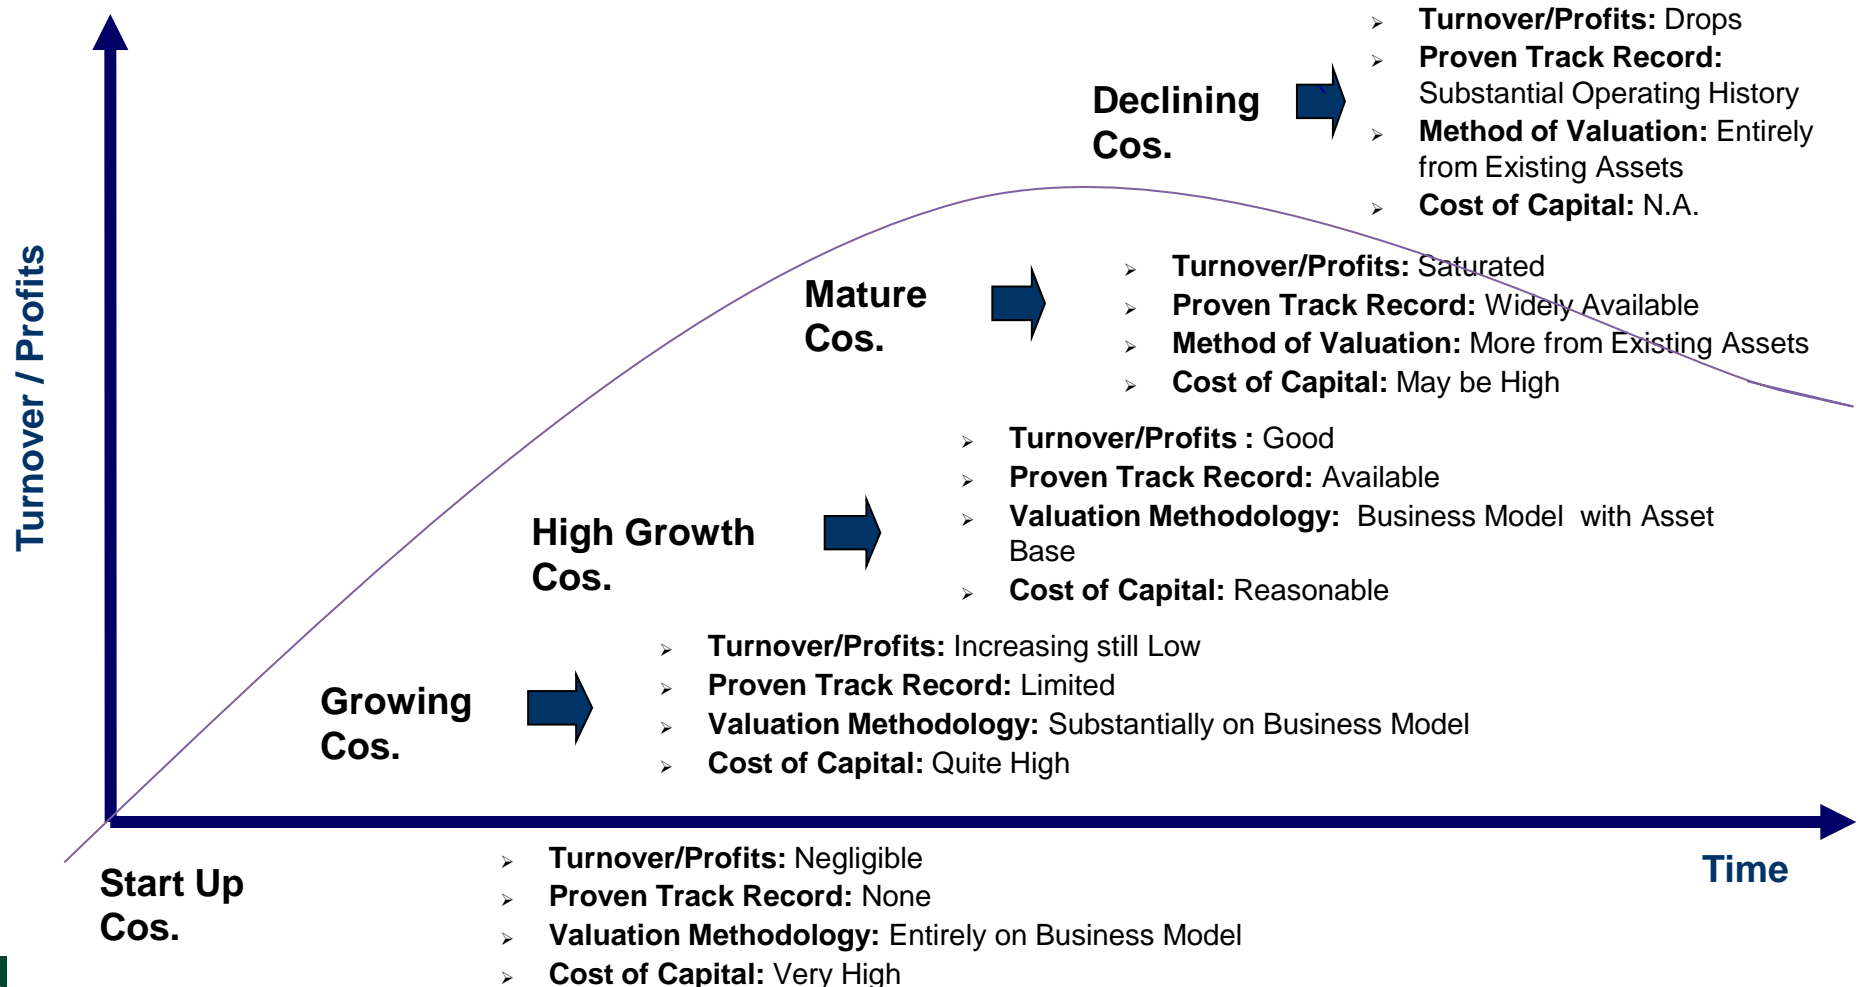 Turnover / Profits
Declining
Cos.
➢ Turnover/Profits: Drops
➢ Proven Track Record:
Substantial Operating History
➢ Method of Valuation: Entirely
from Existing Assets
➢ Cost of Capital: N.A.
Mature
Cos.
➢ Turnover/Profits: Saturated
➢ Proven Track Record: Widely Available
➢ Method of Valuation: More from Existing Assets
➢ Cost of Capital: May be High
High Growth
Cos.
➢ Turnover/Profits : Good
➢ Proven Track Record: Available
➢ Valuation Methodology: Business Model with Asset
Base
➢ Cost of Capital: Reasonable
Growing
Cos.
➢ Turnover/Profits: Increasing still Low
➢ Proven Track Record: Limited
➢ Valuation Methodology: Substantially on Business Model
➢ Cost of Capital: Quite High
Time
Start Up
Cos.
➢ Turnover/Profits: Negligible
➢ Proven Track Record: None
➢ Valuation Methodology: Entirely on Business Model
➢ Cost of Capital: Very High